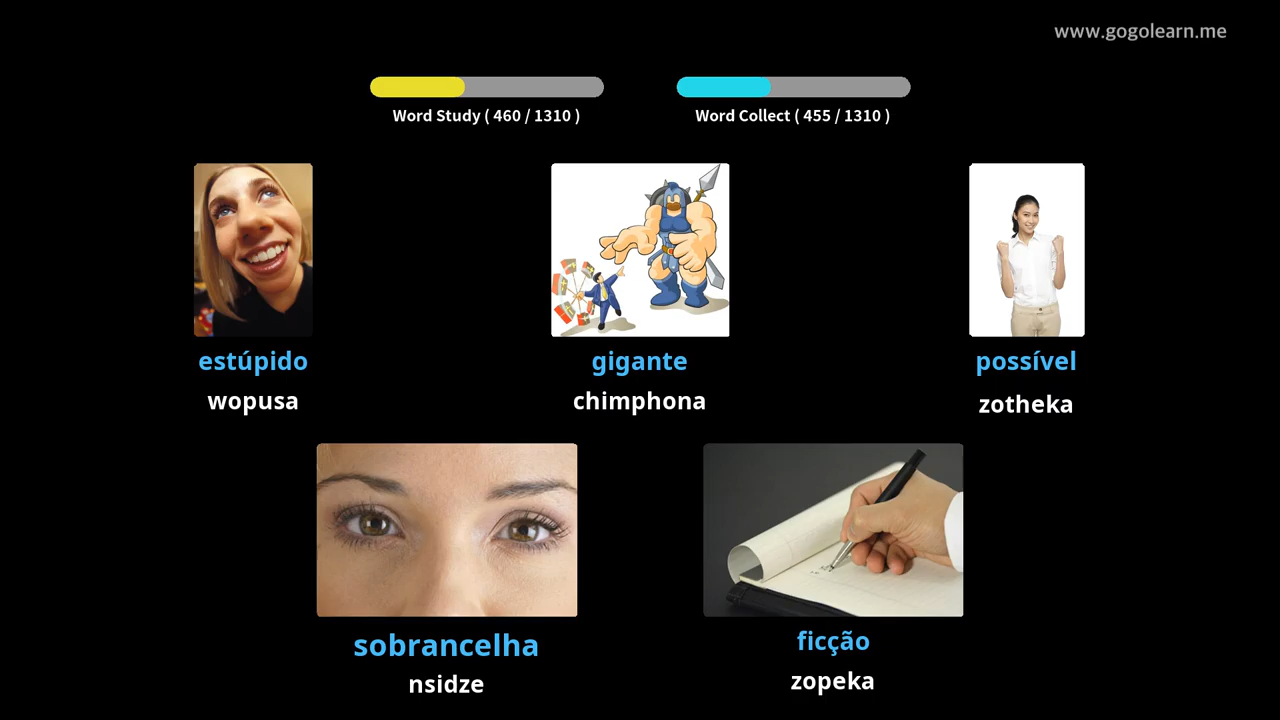 www.gogolearn.me
Word Study ( 460 / 1310 )
Word Collect ( 455 / 1310 )
estúpido
wopusa
gigante
chimphona
possível
zotheka
sobrancelha
nsidze
ficção
zopeka